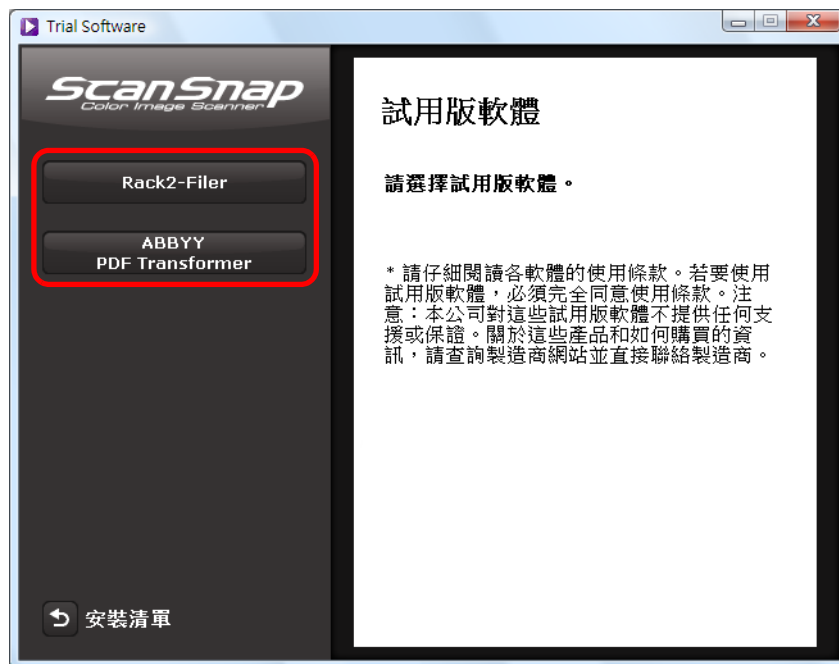 Trial Software
ScanSnap
Color Image Scanner
Rack2-Filer
ABBYY
PDF Transformer
安裝清單
試用版軟體
請選擇試用版軟體。
* 請仔細閱讀各軟體的使用條款。若要使用
試用版軟體，必須完全同意使用條款。注
意：本公司對這些試用版軟體不提供任何支
援或保證。關於這些產品和如何購買的資
訊，請查詢製造商網站並直接聯絡製造商。